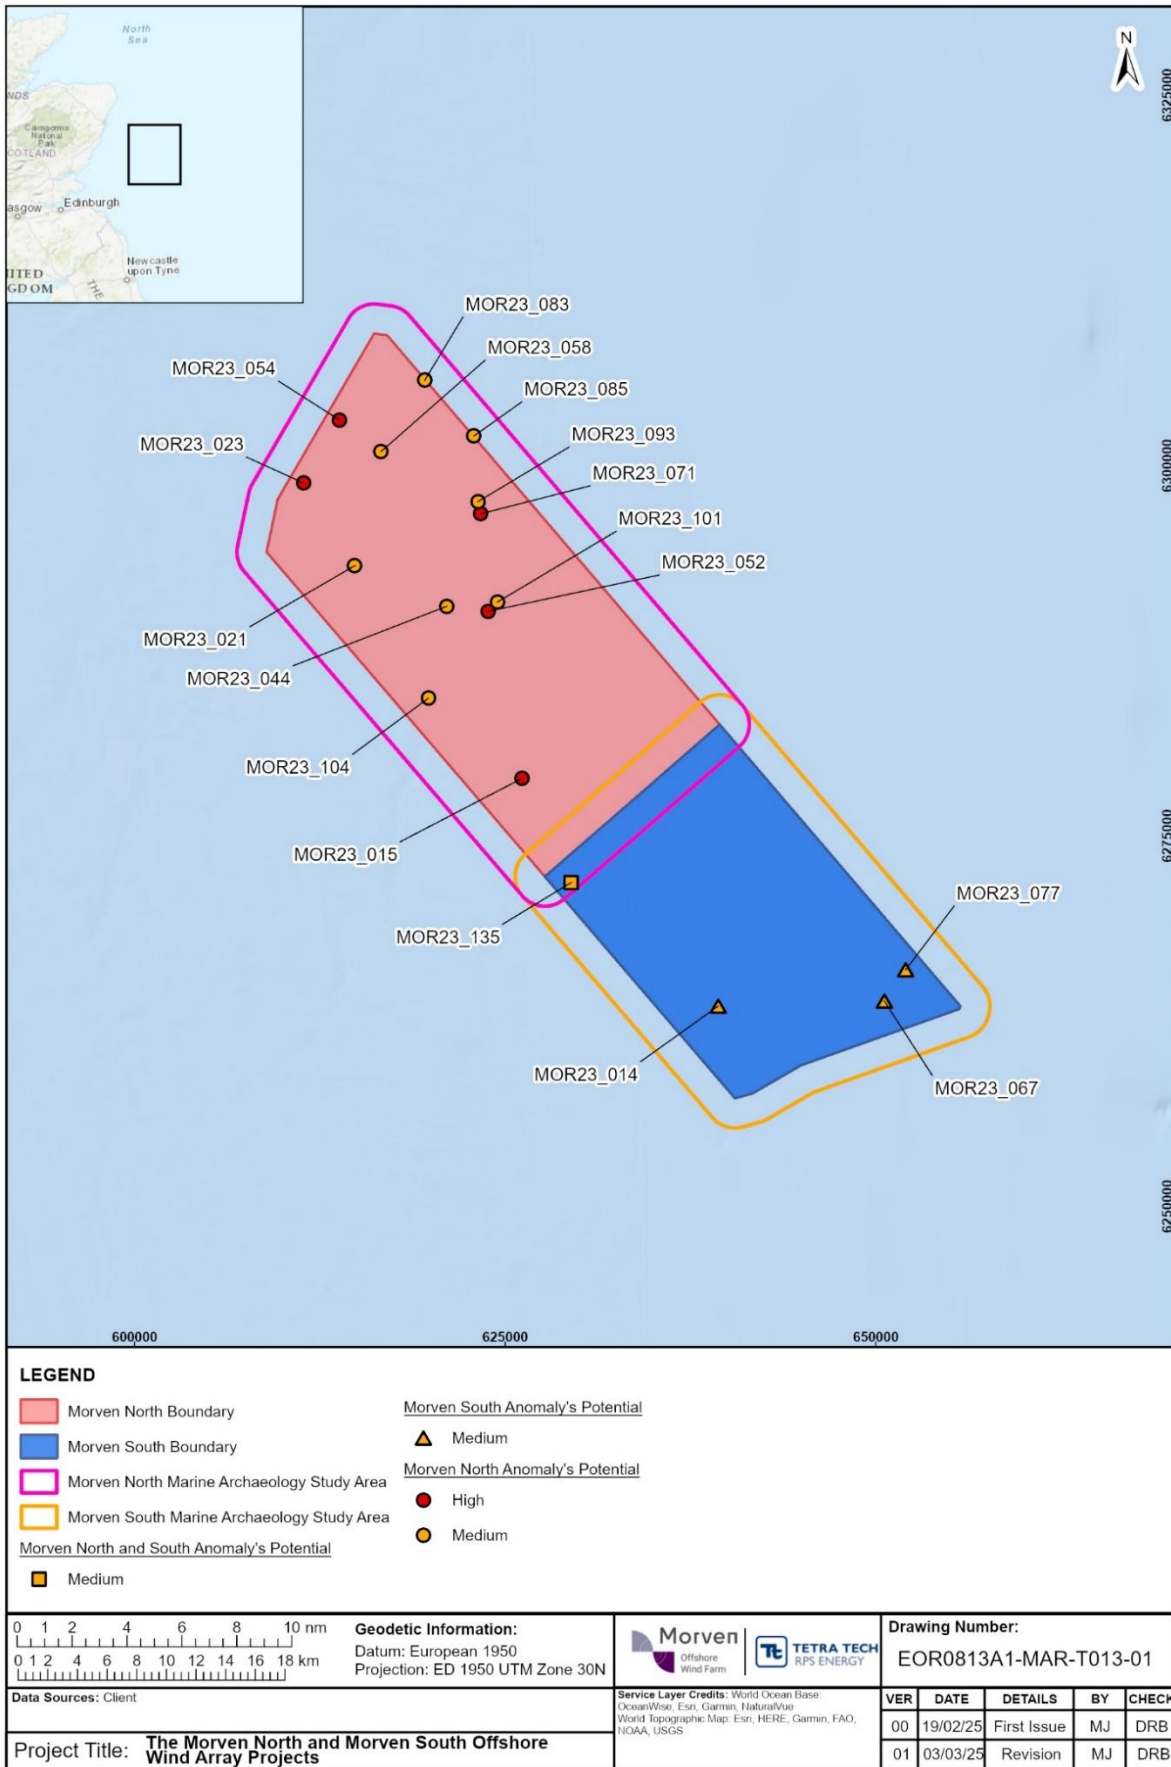 North
Sea
NDS
Cairngorms
National
Park
SCOTLAND
asgow
Edinburgh
Newcastle
upon Tyne
ITED
GDOM
THE
N
6325000
6300000
6275000
6250000
MOR23_083
MOR23_058
MOR23_054
MOR23_085
MOR23_093
MOR23_023
MOR23_071
MOR23_101
MOR23_052
MOR23_021
MOR23_044
MOR23_104
MOR23_015
MOR23_077
MOR23_135
MOR23_014
MOR23_067
600000
625000
650000
LEGEND
Morven North Boundary
Morven South Boundary
Morven North Marine Archaeology Study Area
Morven South Marine Archaeology Study Area
Morven North and South Anomaly's Potential
Medium
Morven South Anomaly's Potential
Medium
Morven North Anomaly's Potential
High
Medium
0 1 2 4 6 8 10 nm
0 1 2 4 6 8 10 12 14 16 18 km
Geodetic Information:
Datum: European 1950
Projection: ED 1950 UTM Zone 30N
Morven
Offshore
Wind Farm
Tt
TETRA TECH
RPS ENERGY
Drawing Number:
EOR0813A1-MAR-T013-01
Data Sources: Client
Service Layer Credits: World Ocean Base:
OceanWise, Esri, Garmin, NaturalVue
World Topographic Map: Esri, HERE, Garmin, FAO,
NOAA, USGS
VER DATE DETAILS BY CHECK
00 19/02/25 First Issue MJ DRB
01 03/03/25 Revision MJ DRB
Project Title: The Morven North and Morven South Offshore
Wind Array Projects